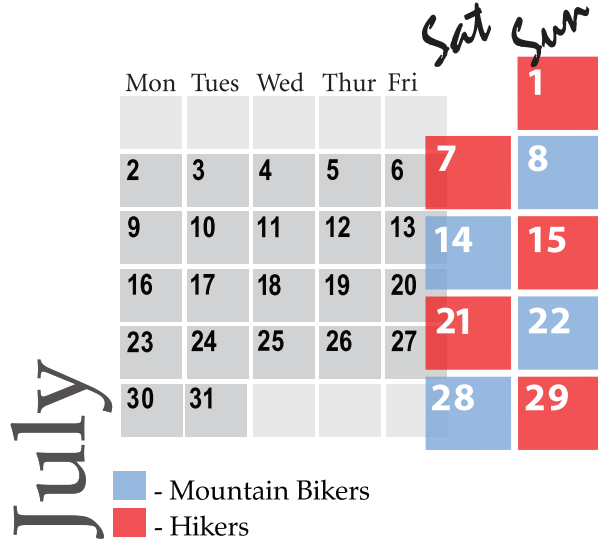 Sat Sun
Mon Tues Wed Thur Fri
1
2 3 4 5 6 7 8
9 10 11 12 13 14 15
16 17 18 19 20 21 22
23 24 25 26 27 28 29
30 31
July
- Mountain Bikers
- Hikers